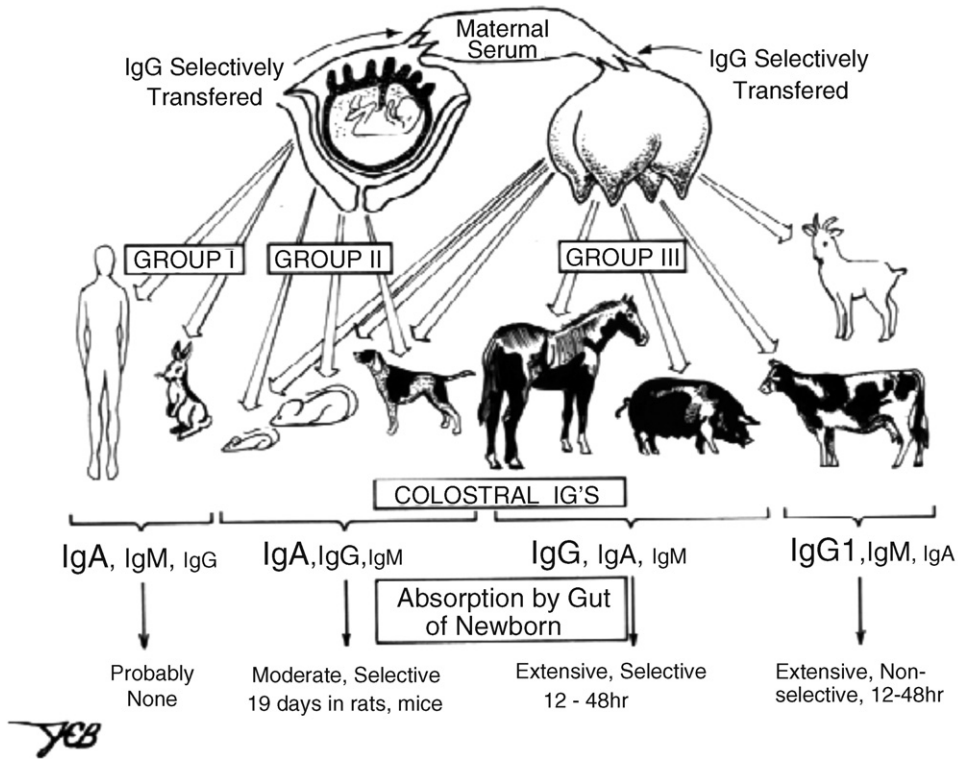 Maternal
Serum
IgG Selectively
Transfered
IgG Selectively
Transfered
GROUP I
GROUP II
GROUP III
COLOSTRAL IG'S
IgA, IgM, IgG
IgA,IgG,IgM
IgG, IgA, IgM
IgG1,IgM, IgA
Absorption by Gut
of Newborn
Probably
None
Moderate, Selective
19 days in rats, mice
Extensive, Selective
12 - 48hr
Extensive, Non-
selective, 12-48hr
JEB